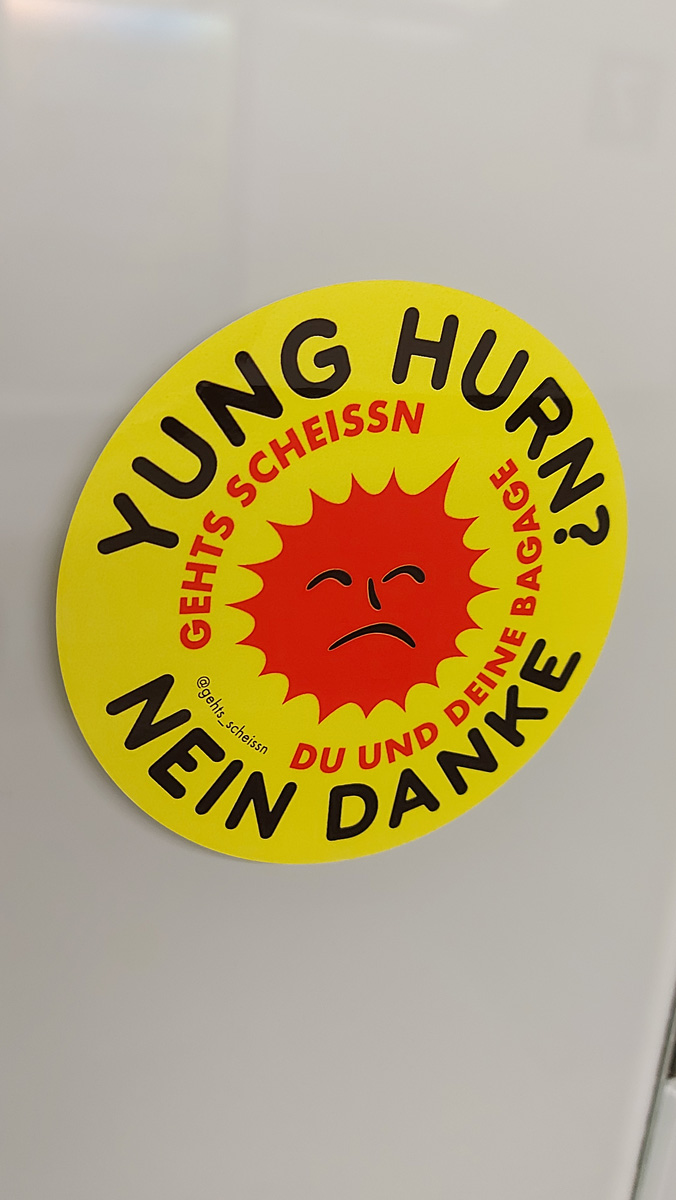 YUNG HURN?
GEHTS SCHEISSN
DU UND DEINE BAGAGE
@gehts_scheissn
NEIN DANKE